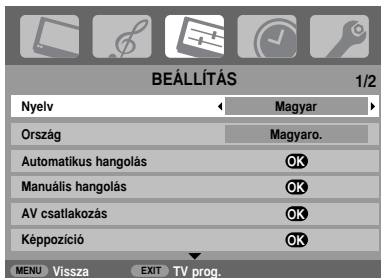 BEÁLLÍTÁS 1/2
Nyelv Magyar
Ország Magyaro.
Automatikus hangolás OK
Manuális hangolás OK
AV csatlakozás OK
Képpozíció OK
MENU Vissza EXIT TV prog.